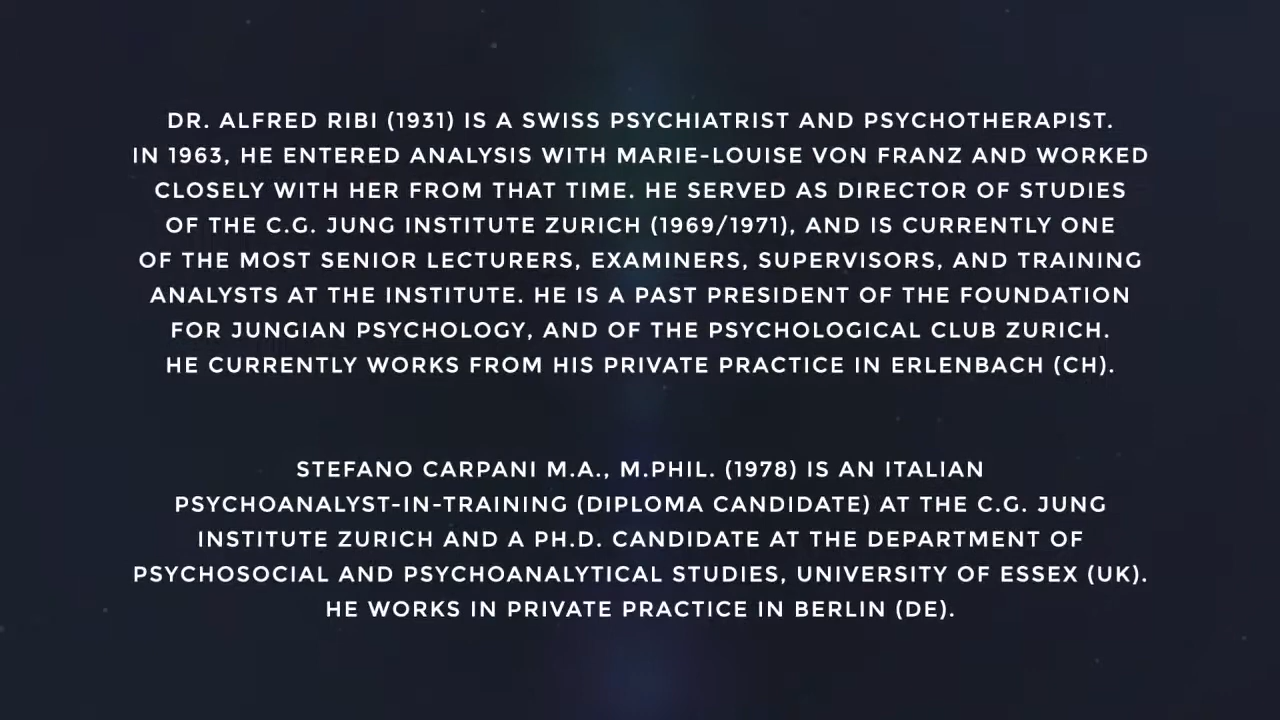 DR. ALFRED RIBI (1931) IS A SWISS PSYCHIATRIST AND PSYCHOTHERAPIST.
IN 1963, HE ENTERED ANALYSIS WITH MARIE-LOUISE VON FRANZ AND WORKED
CLOSELY WITH HER FROM THAT TIME. HE SERVED AS DIRECTOR OF STUDIES
OF THE C.G. JUNG INSTITUTE ZURICH (1969/1971), AND IS CURRENTLY ONE
OF THE MOST SENIOR LECTURERS, EXAMINERS, SUPERVISORS, AND TRAINING
ANALYSTS AT THE INSTITUTE. HE IS A PAST PRESIDENT OF THE FOUNDATION
FOR JUNGIAN PSYCHOLOGY, AND OF THE PSYCHOLOGICAL CLUB ZURICH.
HE CURRENTLY WORKS FROM HIS PRIVATE PRACTICE IN ERLENBACH (CH).
STEFANO CARPANI M.A., M.PHIL. (1978) IS AN ITALIAN
PSYCHOANALYST-IN-TRAINING (DIPLOMA CANDIDATE) AT THE C.G. JUNG
INSTITUTE ZURICH AND A PH.D. CANDIDATE AT THE DEPARTMENT OF
PSYCHOSOCIAL AND PSYCHOANALYTICAL STUDIES, UNIVERSITY OF ESSEX (UK).
HE WORKS IN PRIVATE PRACTICE IN BERLIN (DE).